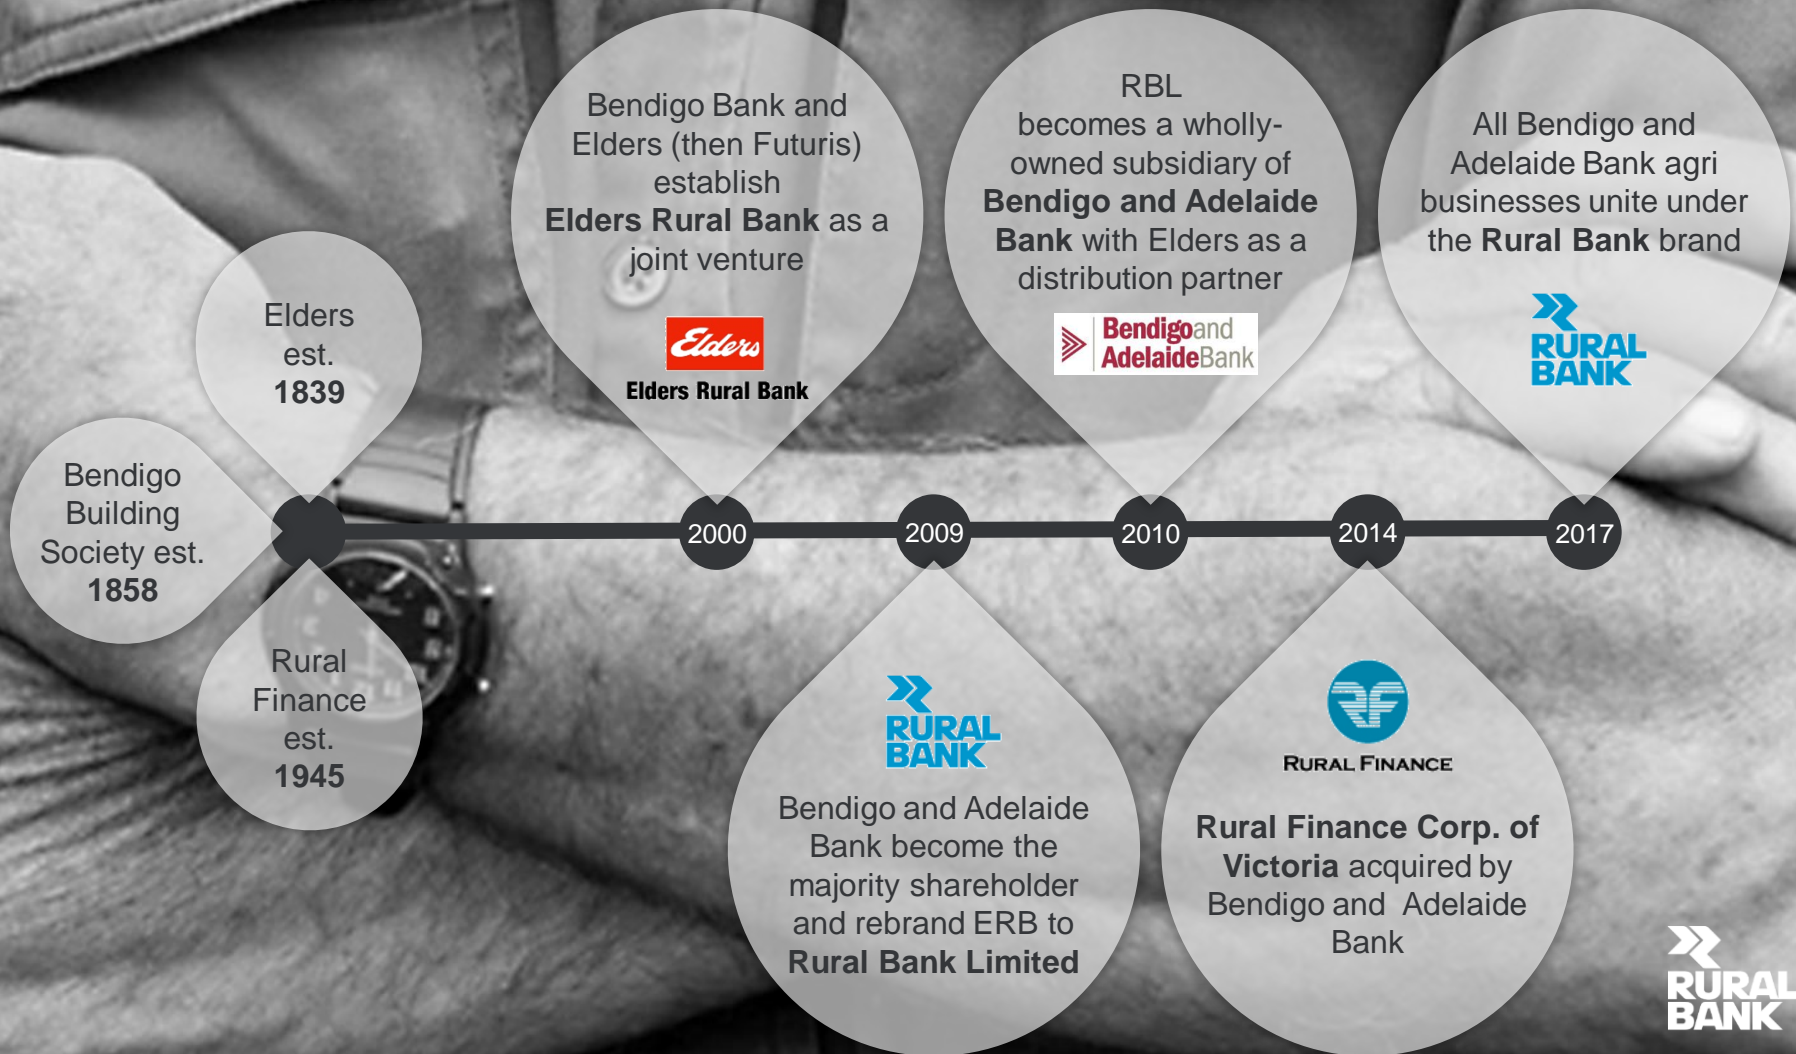 Elders
est.
1839
Bendigo
Building
Society est.
1858
Rural
Finance
est.
1945
Bendigo Bank and
Elders (then Futuris)
establish
Elders Rural Bank as a
joint venture
Elders
Elders Rural Bank
2000
2009
RURAL
BANK
Bendigo and Adelaide
Bank become the
majority shareholder
and rebrand ERB to
Rural Bank Limited
RBL
becomes a wholly-
owned subsidiary of
Bendigo and Adelaide
Bank with Elders as a
distribution partner
Bendigoand
AdelaideBank
2010
2014
RF
RURAL FINANCE
Rural Finance Corp. of
Victoria acquired by
Bendigo and Adelaide
Bank
All Bendigo and
Adelaide Bank agri
businesses unite under
the Rural Bank brand
RURAL
BANK
2017
RURAL
BANK